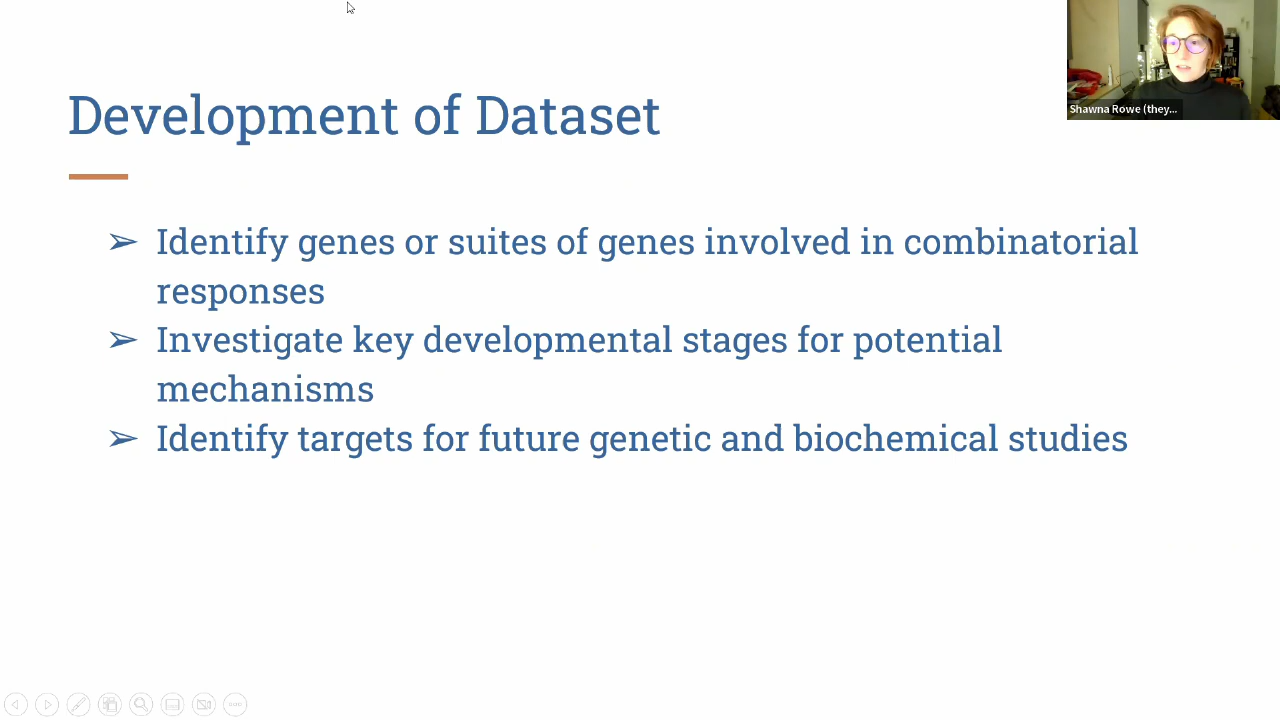 Development of Dataset
Shawna Rowe (they...
➢ Identify genes or suites of genes involved in combinatorial
responses
➢ Investigate key developmental stages for potential
mechanisms
➢ Identify targets for future genetic and biochemical studies